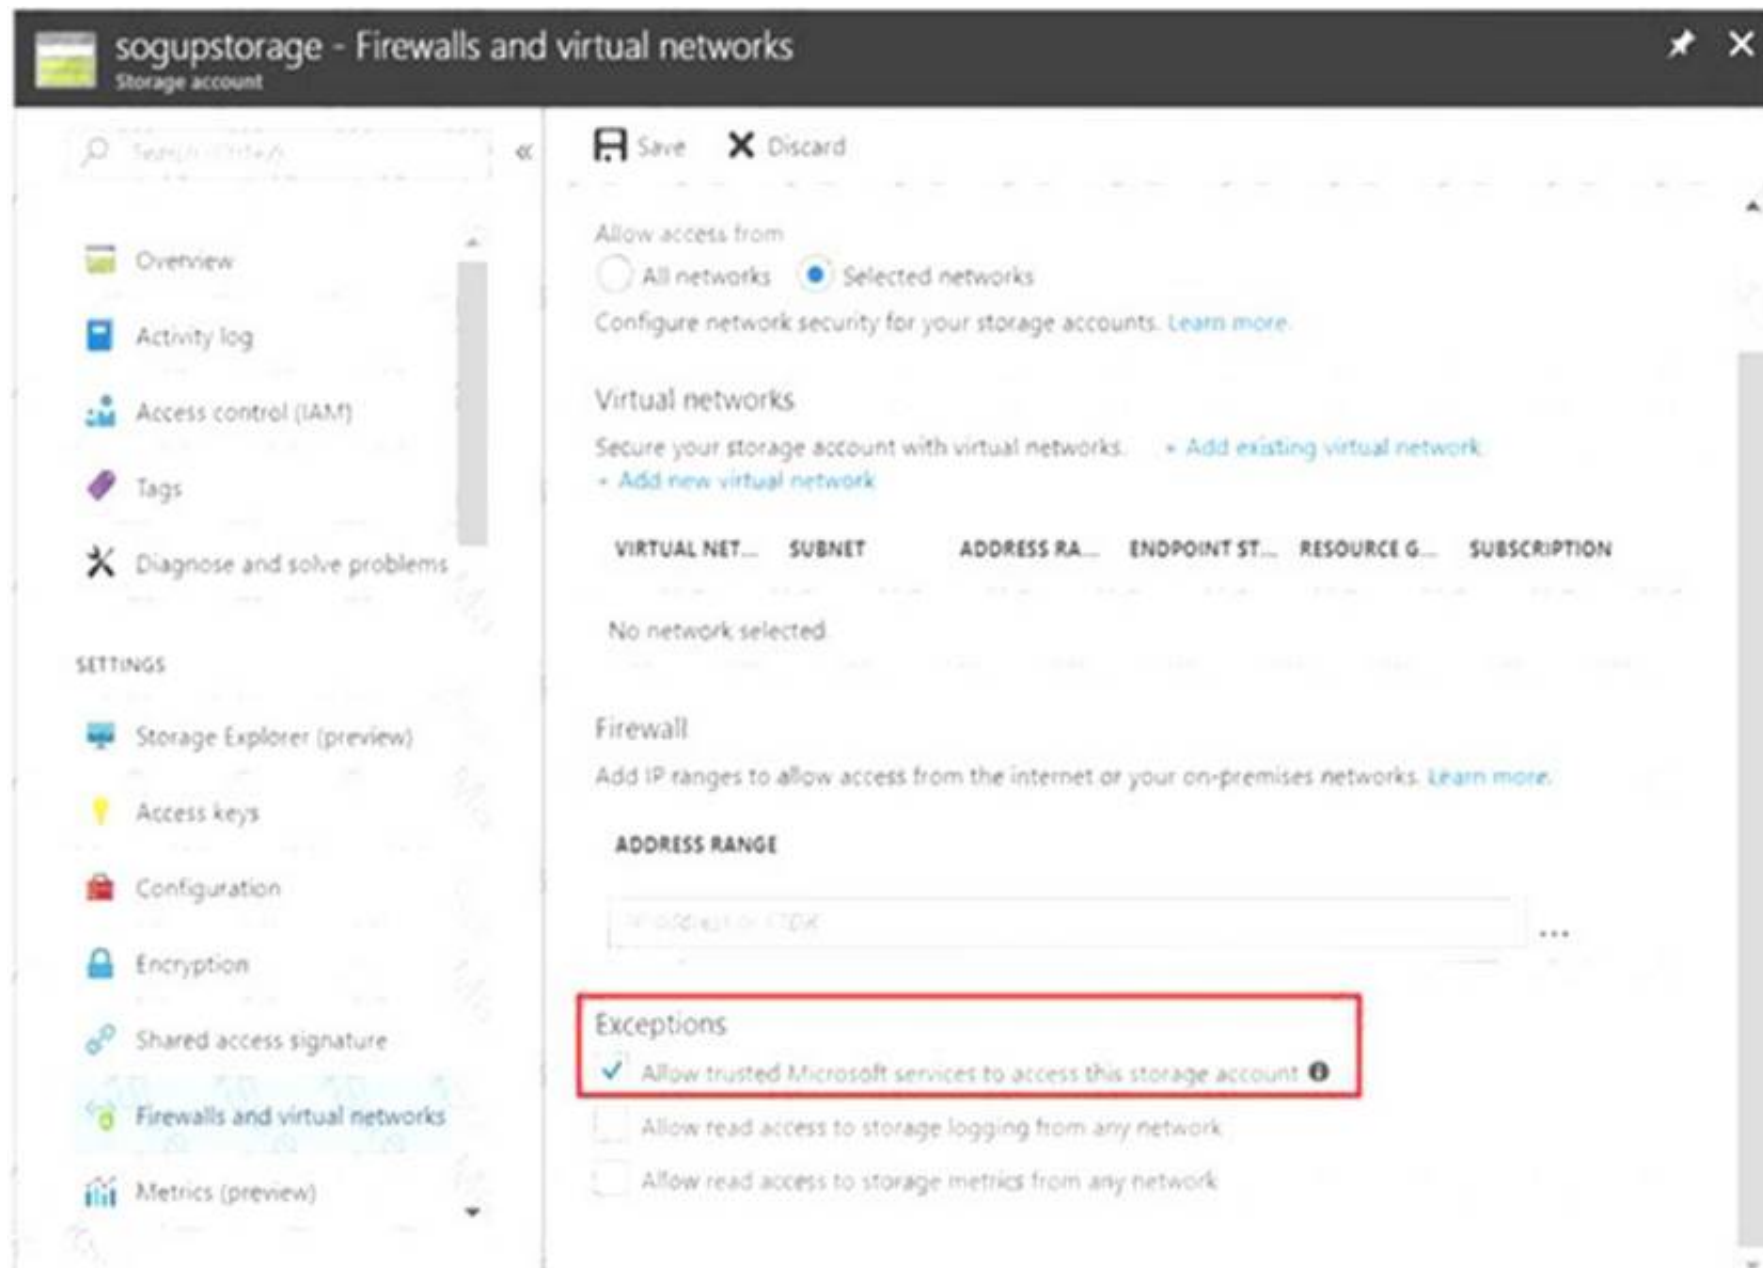 sogupstorage - Firewalls and virtual networks
Storage account
Save Discard
Overview
Activity log
Access control (IAM)
Tags
Diagnose and solve problems
SETTINGS
Storage Explorer (preview)
Access keys
Configuration
Encryption
Shared access signature
Firewalls and virtual networks
Metrics (preview)
Allow access from
All networks Selected networks
Configure network security for your storage accounts. Learn more.
Virtual networks
Secure your storage account with virtual networks. + Add existing virtual network
+ Add new virtual network
VIRTUAL NET... SUBNET ADDRESS RA... ENDPOINT ST... RESOURCE G... SUBSCRIPTION
No network selected.
Firewall
Add IP ranges to allow access from the internet or your on-premises networks. Learn more.
ADDRESS RANGE
...
Exceptions
Allow trusted Microsoft services to access this storage account
Allow read access to storage logging from any network
Allow read access to storage metrics from any network